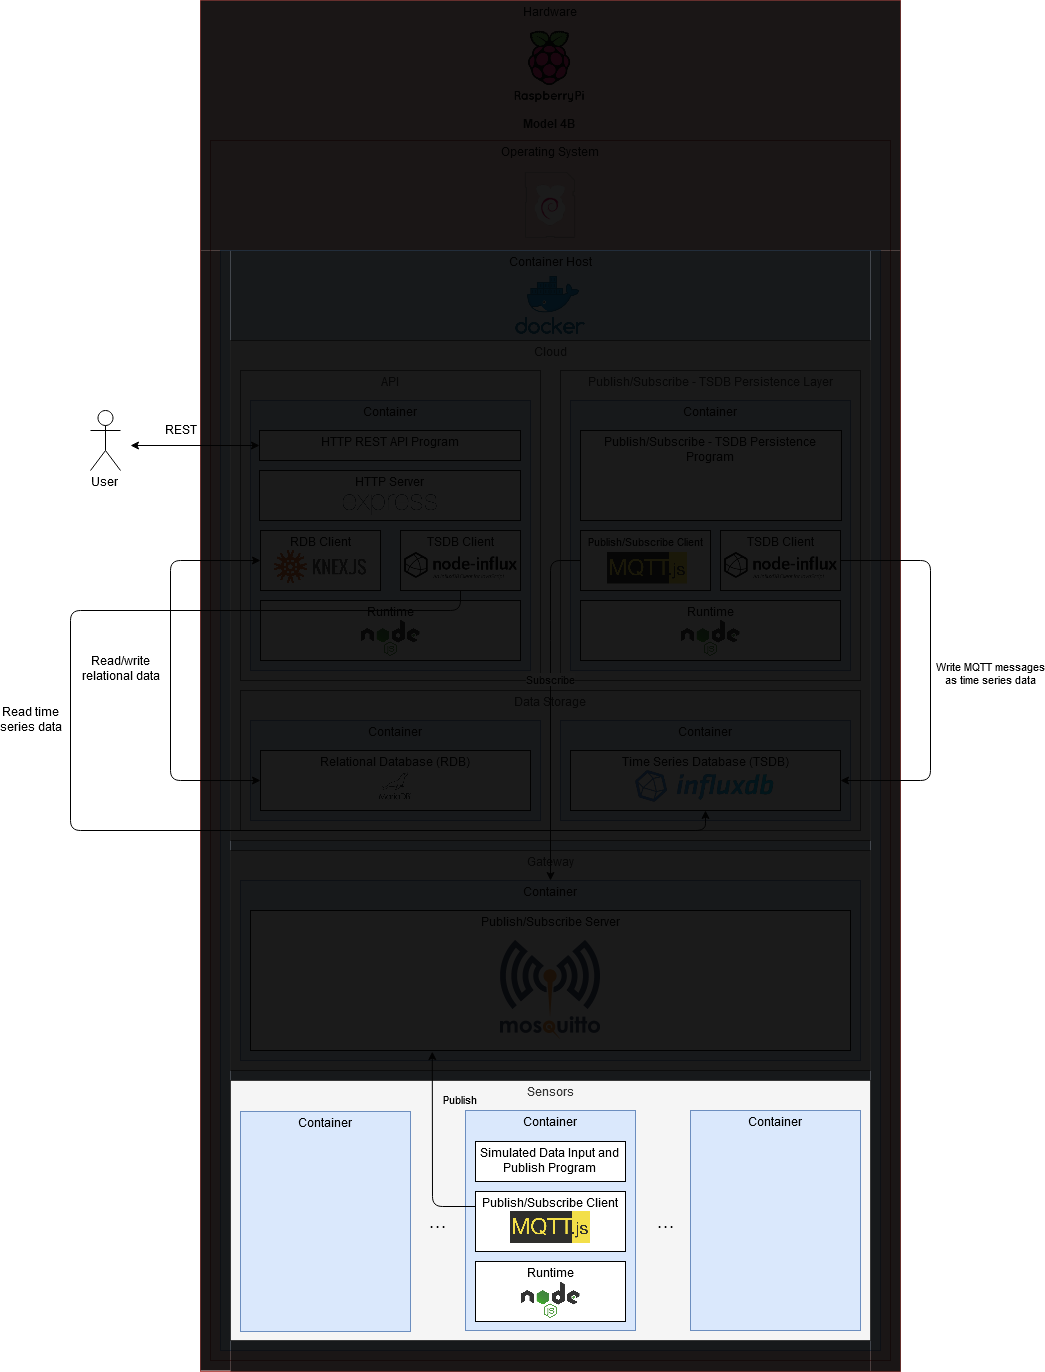 Hardware
RaspberryPi
Model 4B
Operating System
Container Host
docker
Cloud
API
Publish/Subscribe - TSDB Persistence Layer
Container
Container
REST
User
HTTP REST API Program
Publish/Subscribe - TSDB Persistence
Program
HTTP Server
express
RDB Client
KNEX.JS
TSDB Client
node-influx
Publish/Subscribe Client
MQTT.js
TSDB Client
node-influx
Runtime
node
JS
Runtime
node
JS
Read/write
relational data
Read time
series data
Write MQTT messages
as time series data
Subscribe
Data Storage
Container
Container
Relational Database (RDB)
MariaDB
Time Series Database (TSDB)
influxdb
Gateway
Container
Publish/Subscribe Server
mosquitto
Sensors
Publish
Container
Container
Container
Simulated Data Input and
Publish Program
Publish/Subscribe Client
MQTT.js
...
...
Runtime
node
JS